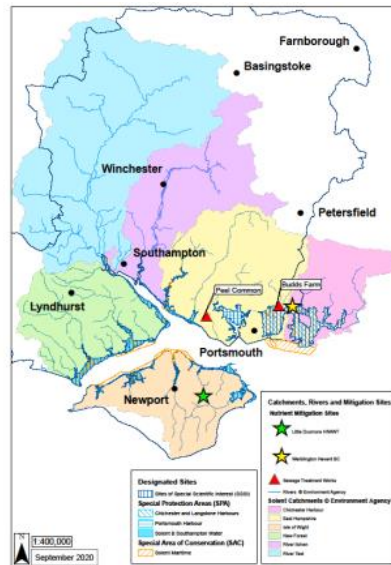 Farnborough
Basingstoke
Winchester
Petersfield
Southampton
Peel Common
Budds Farm
Lyndhurst
Portsmouth
Newport
Catchments, Rivers and Mitigation Sites
Nutrient Mitigation Sites
Little Duxmore HIWWT
Warblington Havant BC
Sewage Treatment Works
Rivers © Environment Agency
Solent Catchments © Environment Agency
Chichester Harbour
East Hampshire
Isle of Wight
New Forest
River Itchen
River Test
Designated Sites
Sites of Special Scientific Interest (SSSI)
Special Protection Areas (SPA)
Chichester and Langstone Harbours
Portsmouth Harbour
Solent & Southampton Water
Special Area of Conservation (SAC)
Solent Maritime
N
1:400,000
September 2020